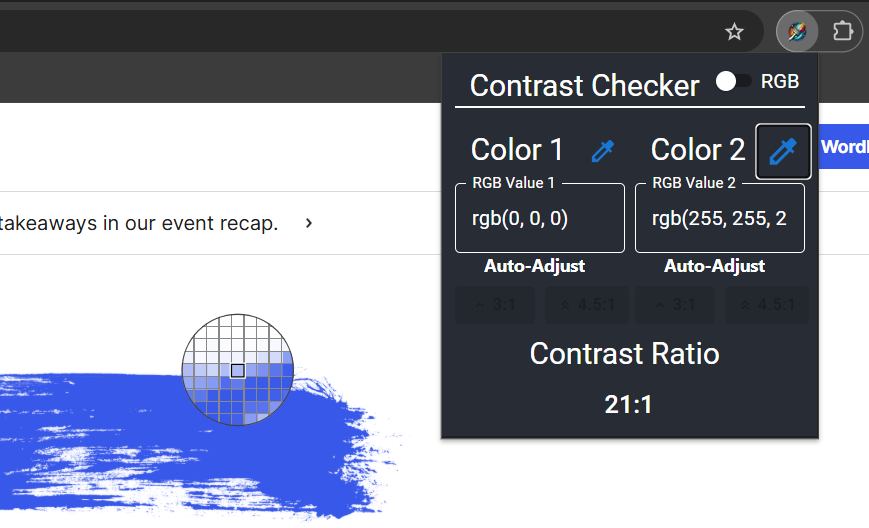 Contrast Checker RGB
Color 1 Color 2
RGB Value 1 RGB Value 2
rgb(0, 0, 0) rgb(255, 255, 2
Auto-Adjust Auto-Adjust
3:1 4.5:1 3:1 4.5:1
Contrast Ratio
21:1
takeaways in our event recap.